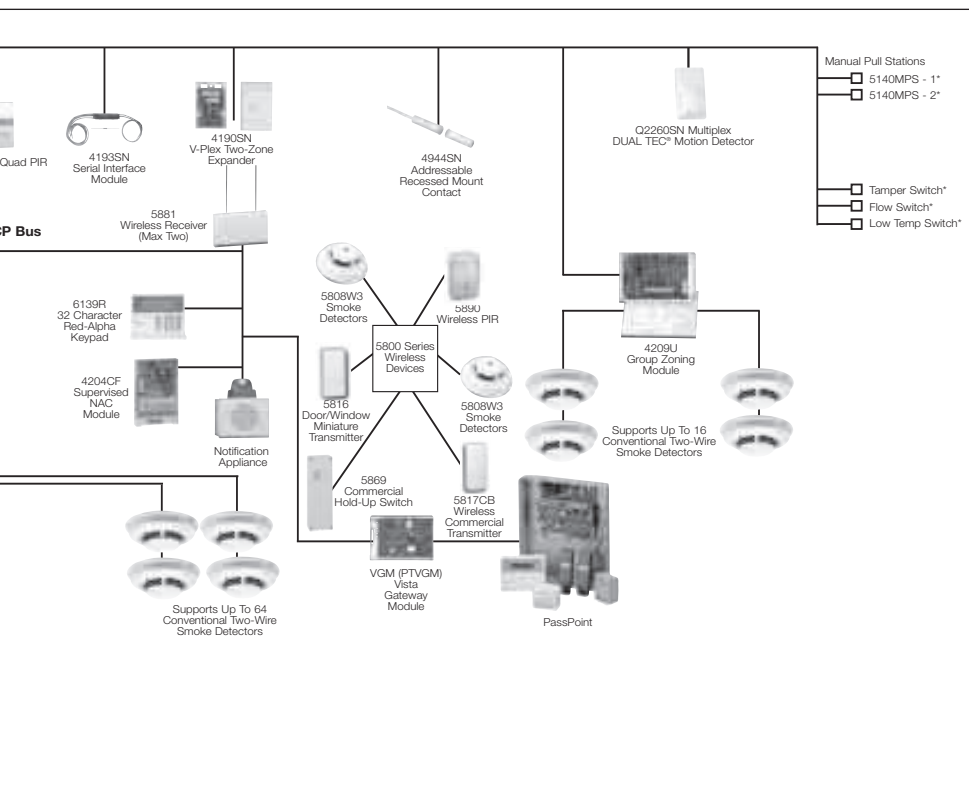 Manual Pull Stations
5140MPS - 1*
5140MPS - 2*
Tamper Switch*
Flow Switch*
Low Temp Switch*
Quad PIR
4193SN
Serial Interface
Module
4190SN
V-Plex Two-Zone
Expander
4944SN
Addressable
Recessed Mount
Contact
Q2260SN Multiplex
DUAL TEC® Motion Detector
CP Bus
5881
Wireless Receiver
(Max Two)
6139R
32 Character
Red-Alpha
Keypad
4204CF
Supervised
NAC
Module
Notification
Appliance
5808W3
Smoke
Detectors
5890
Wireless PIR
5800 Series
Wireless
Devices
5816
Door/Window
Miniature
Transmitter
5808W3
Smoke
Detectors
5869
Commercial
Hold-Up Switch
5817CB
Wireless
Commercial
Transmitter
4209U
Group Zoning
Module
Supports Up To 16
Conventional Two-Wire
Smoke Detectors
VGM (PTVGM)
Vista
Gateway
Module
PassPoint
Supports Up To 64
Conventional Two-Wire
Smoke Detectors